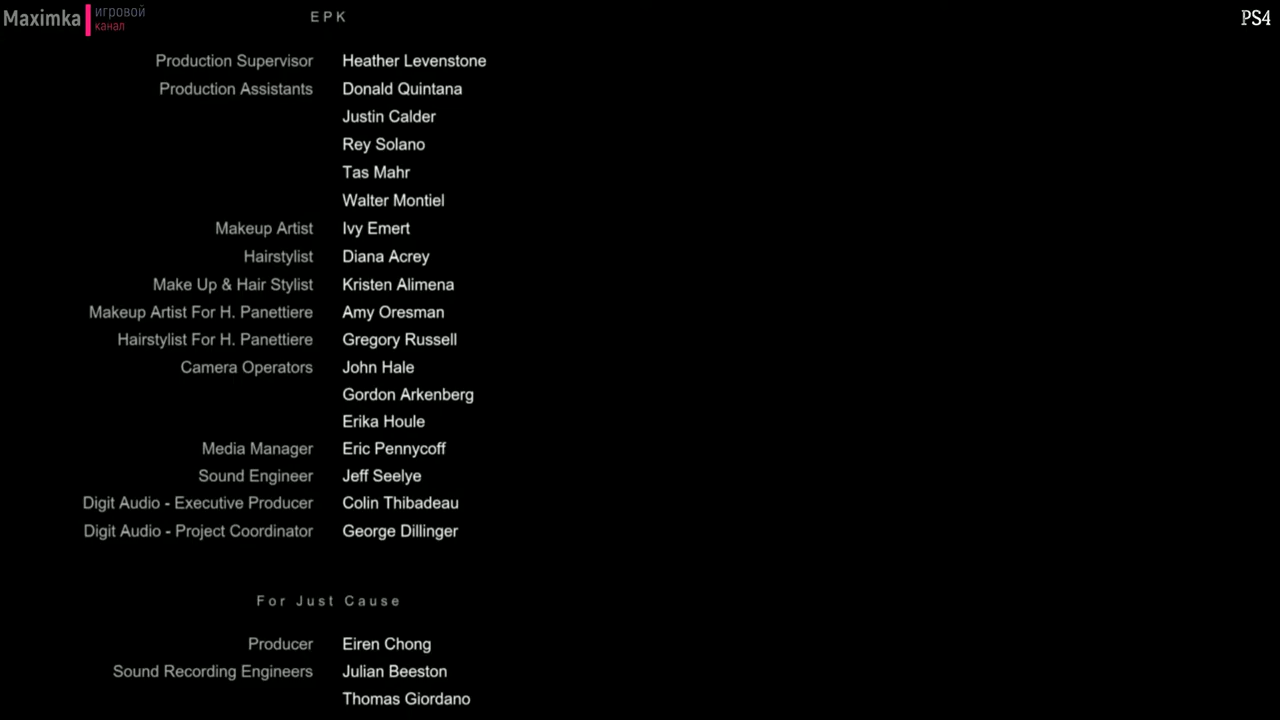 Maximka
игровой
канал
PS4
EPK
Production Supervisor Heather Levenstone
Production Assistants Donald Quintana
Justin Calder
Rey Solano
Tas Mahr
Walter Montiel
Makeup Artist Ivy Emert
Hairstylist Diana Acrey
Make Up & Hair Stylist Kristen Alimena
Makeup Artist For H. Panettiere Amy Oresman
Hairstylist For H. Panettiere Gregory Russell
Camera Operators John Hale
Gordon Arkenberg
Erika Houle
Media Manager Eric Pennycoff
Sound Engineer Jeff Seelye
Digit Audio - Executive Producer Colin Thibadeau
Digit Audio - Project Coordinator George Dillinger
For Just Cause
Producer Eiren Chong
Sound Recording Engineers Julian Beeston
Thomas Giordano